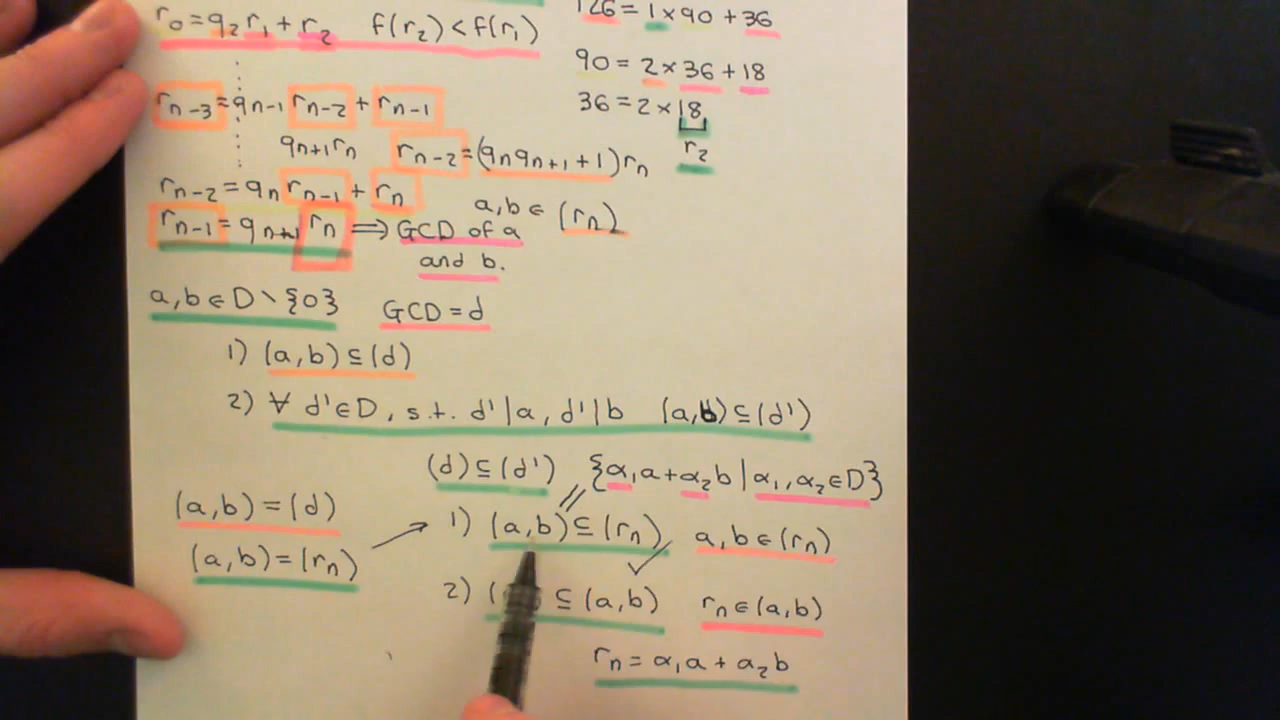 r₀ = q₂r₁ + r₂ f(r₂) < f(r₁)
126 = 1 × 90 + 36
90 = 2 × 36 + 18
36 = 2 × 18
r₂
rₙ₋₃ = qₙ₋₁ rₙ₋₂ + rₙ₋₁
qₙ₊₁rₙ rₙ₋₂ = (qₙqₙ₊₁ + 1)rₙ
rₙ₋₂ = qₙ rₙ₋₁ + rₙ
a,b ∈ (rₙ)
rₙ₋₁ = qₙ₊₁ rₙ ⟹ GCD of a
and b.
a,b ∈ D \ {0} GCD = d
1) (a,b) ⊆ (d)
2) ∀ d' ∈ D, s.t. d'|a, d'|b (a,b) ⊆ (d')
(d) ⊆ (d') {α₁a + α₂b | α₁, α₂ ∈ D}
(a,b) = (d)
1) (a,b) ⊆ (rₙ) a,b ∈ (rₙ)
(a,b) = (rₙ)
2) ( ⊆ (a,b) rₙ ∈ (a,b)
rₙ = α₁a + a₂b